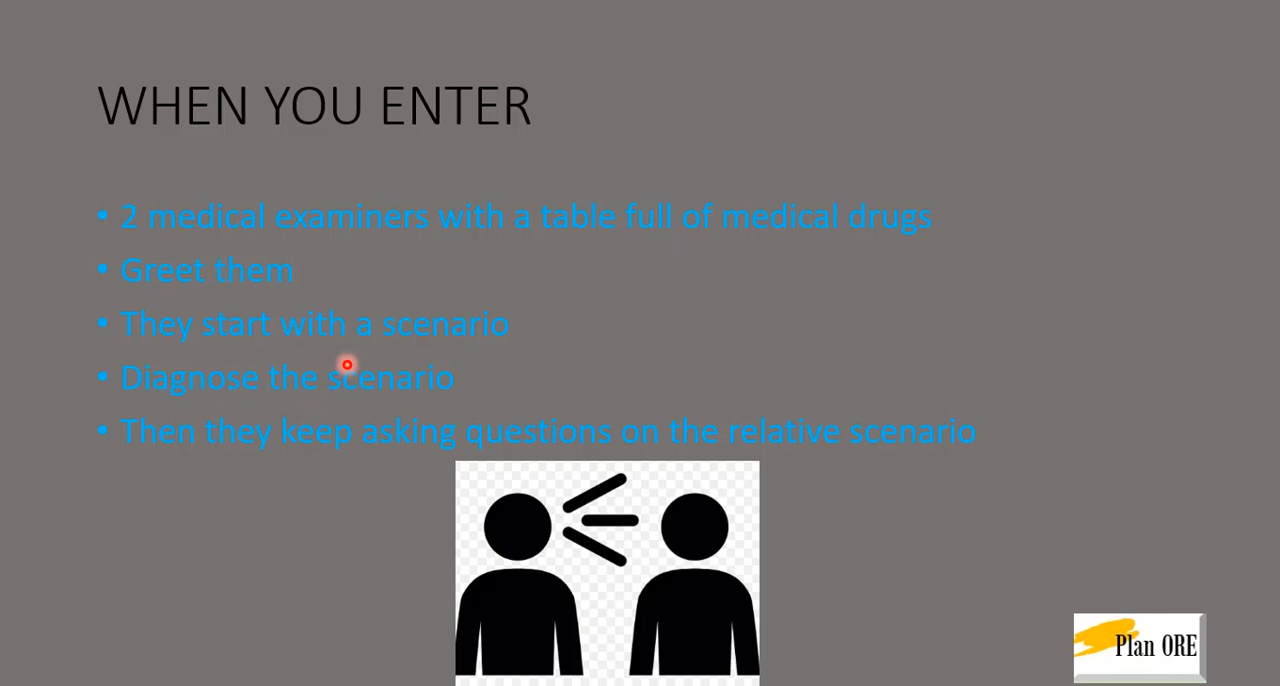 WHEN YOU ENTER
• 2 medical examiners with a table full of medical drugs
• Greet them
• They start with a scenario
• Diagnose the scenario
• Then they keep asking questions on the relative scenario
Plan ORE